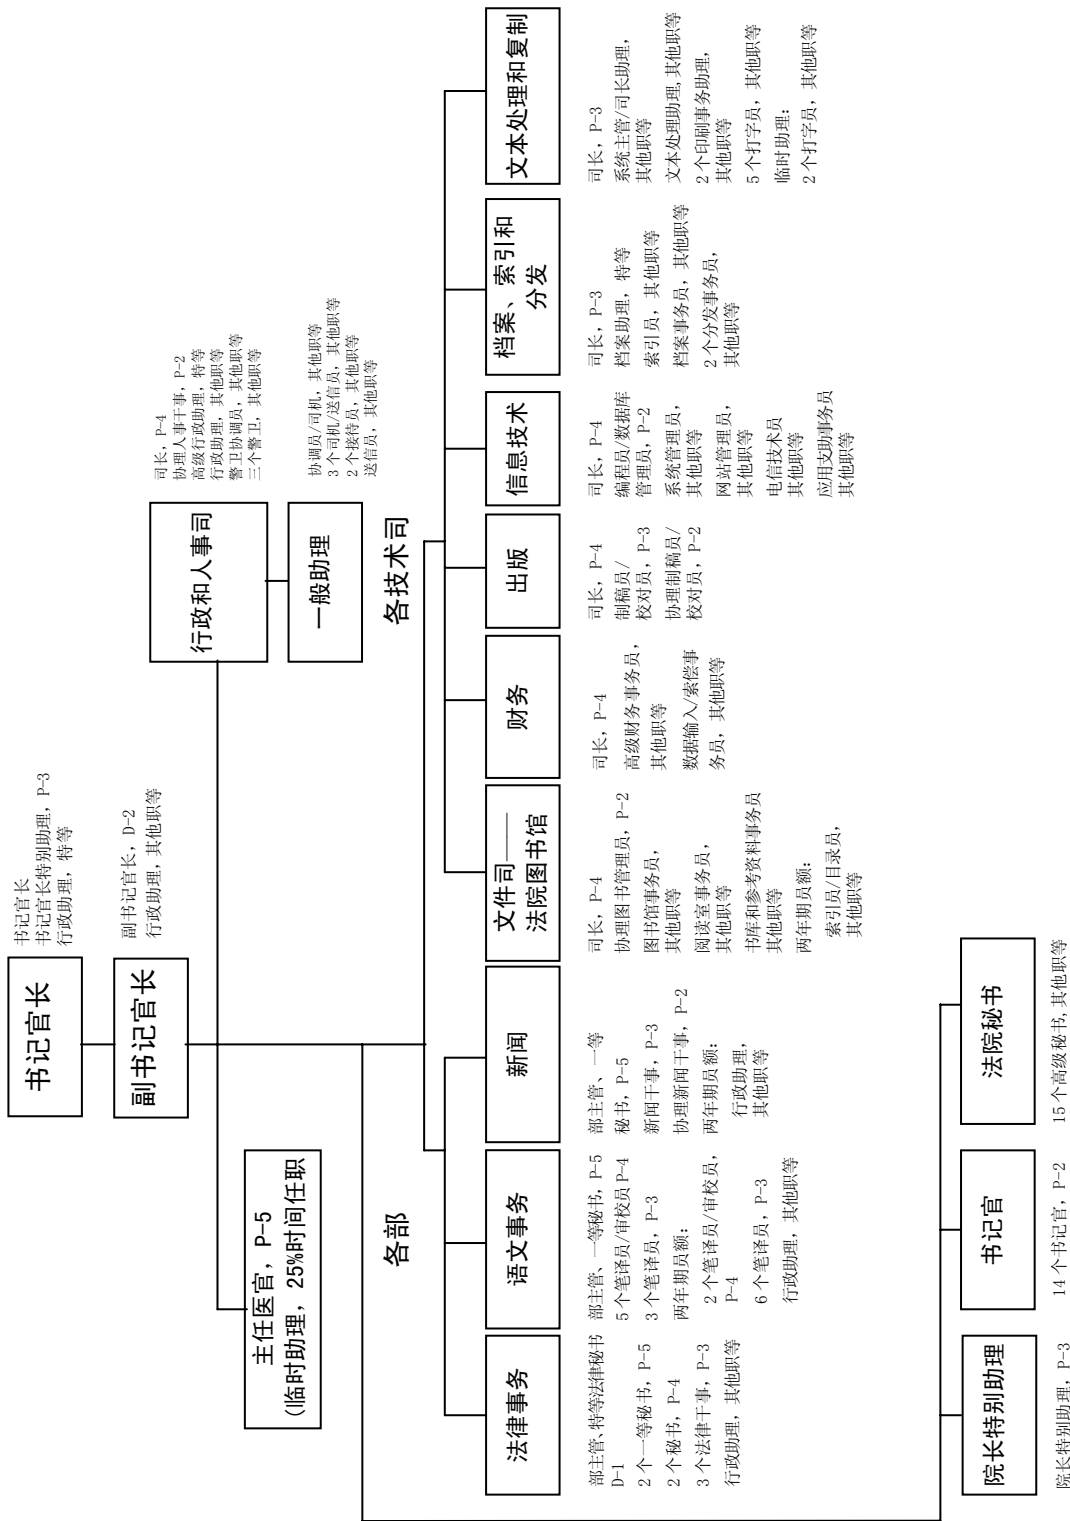 书记官长
书记官长
书记官长特别助理，P-3
行政助理，特等
副书记官长
副书记官长，D-2
行政助理，其他职等
主任医官，P-5
(临时助理，25%时间任职
行政和人事司
司长，P-4
协理人事干事，P-2
高级行政助理，特等
行政助理，其他职等
警卫协调员，其他职等
三个警卫，其他职等
一般助理
协调员/司机，其他职等
3 个司机/送信员，其他职等
2 个接待员，其他职等
送信员，其他职等
各部
各技术司
法律事务
部主管、特等法律秘书
D-1
2 个一等秘书，P-5
2 个秘书，P-4
3 个法律干事，P-3
行政助理，其他职等
语文事务
部主管、一等秘书，P-5
5 个笔译员/审校员 P-4
3 个笔译员，P-3
两年期员额：
2 个笔译员/审校员，
P-4
6 个笔译员，P-3
行政助理，其他职等
新闻
部主管、一等
秘书，P-5
新闻干事，P-3
协理新闻干事，P-2
两年期员额：
行政助理，
其他职等
文件司——
法院图书馆
司长，P-4
协理图书管理员，P-2
图书馆事务员，
其他职等
阅读室事务员，
其他职等
书库和参考资料事务员
其他职等
两年期员额：
索引员/目录员，
其他职等
财务
司长，P-4
高级财务事务员，
其他职等
数据输入/索偿事
务员，其他职等
出版
司长，P-4
制稿员/
校对员，P-3
协理制稿员/
校对员，P-2
信息技术
司长，P-4
编程员/数据库
管理员，P-2
系统管理员，
其他职等
网站管理员，
其他职等
电信技术员
其他职等
应用支助事务员
其他职等
档案、索引和
分发
司长，P-3
档案助理，特等
索引员，其他职等
档案事务员，其他职等
2 个分发事务员，
其他职等
文本处理和复制
司长，P-3
系统主管/司长助理，
其他职等
文本处理助理,其他职等
2 个印刷事务助理，
其他职等
5 个打字员，其他职等
临时助理：
2 个打字员，其他职等
院长特别助理
院长特别助理，P-3
书记官
14 个书记官，P-2
法院秘书
15 个高级秘书,其他职等